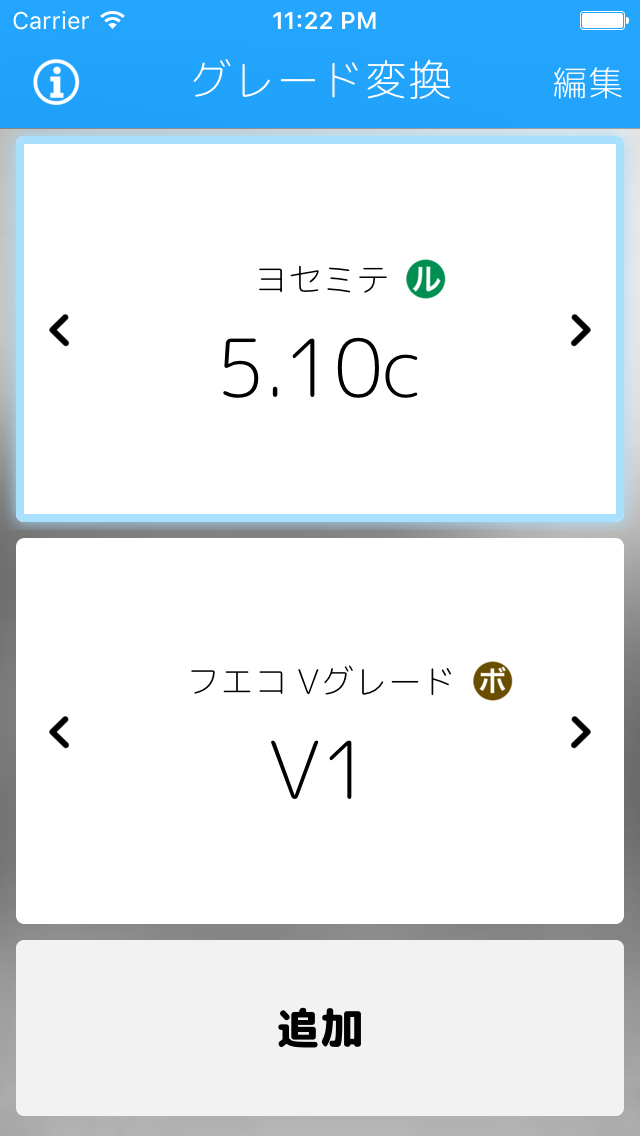 Carrier 11:22 PM
グレード変換 編集
ヨセミテ ル
5.10c
フエコ Vグレード ボ
V1
追加